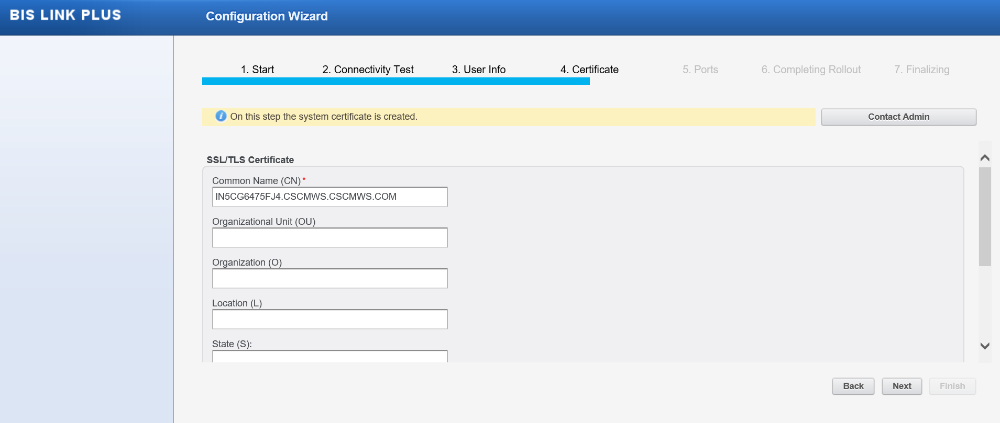 BIS LINK PLUS
Configuration Wizard
1. Start 2. Connectivity Test 3. User Info 4. Certificate 5. Ports 6. Completing Rollout 7. Finalizing
i On this step the system certificate is created.
Contact Admin
SSL/TLS Certificate
Common Name (CN)*
IN5CG6475FJ4.CSCMWS.CSCMWS.COM
Organizational Unit (OU)
Organization (O)
Location (L)
State (S):
Back Next Finish